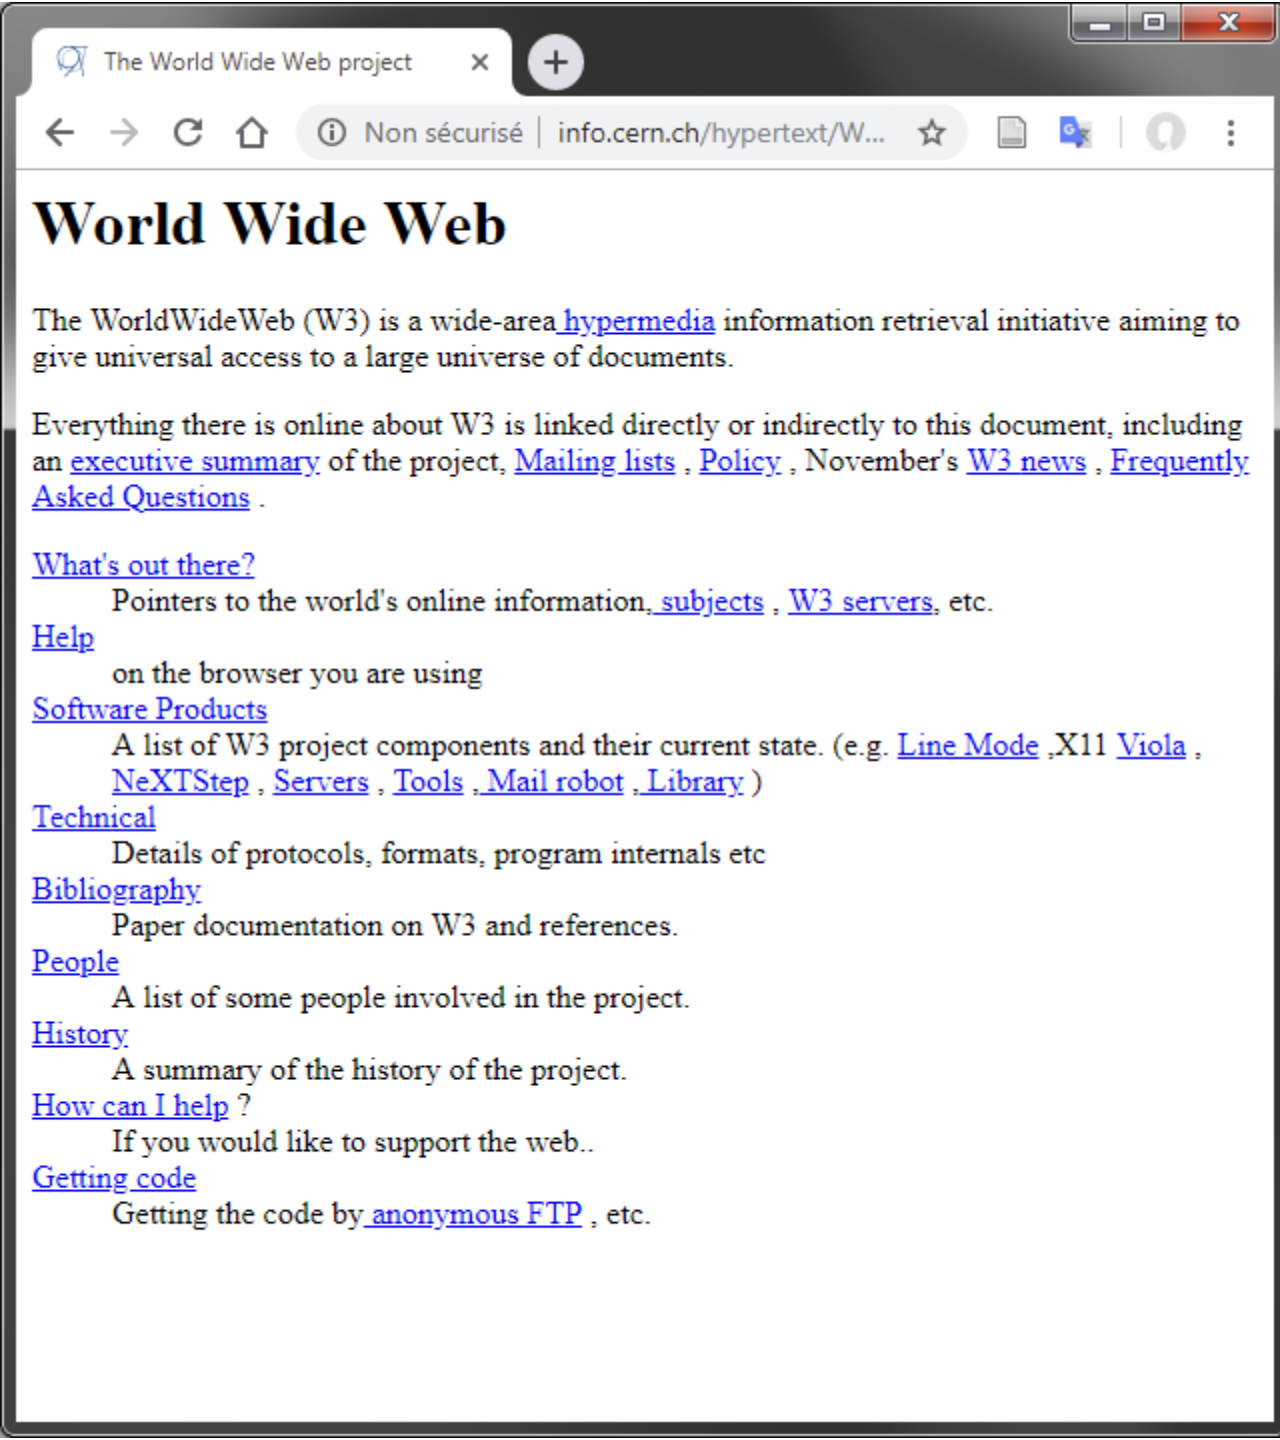 The World Wide Web project
Non sécurisé | info.cern.ch/hypertext/W...
World Wide Web
The WorldWideWeb (W3) is a wide-area hypermedia information retrieval initiative aiming to
give universal access to a large universe of documents.
Everything there is online about W3 is linked directly or indirectly to this document, including
an executive summary of the project, Mailing lists , Policy , November's W3 news , Frequently
Asked Questions .
What's out there?
Pointers to the world's online information, subjects , W3 servers, etc.
Help
on the browser you are using
Software Products
A list of W3 project components and their current state. (e.g. Line Mode ,X11 Viola ,
NeXTStep , Servers , Tools , Mail robot , Library )
Technical
Details of protocols, formats, program internals etc
Bibliography
Paper documentation on W3 and references.
People
A list of some people involved in the project.
History
A summary of the history of the project.
How can I help ?
If you would like to support the web..
Getting code
Getting the code by anonymous FTP , etc.